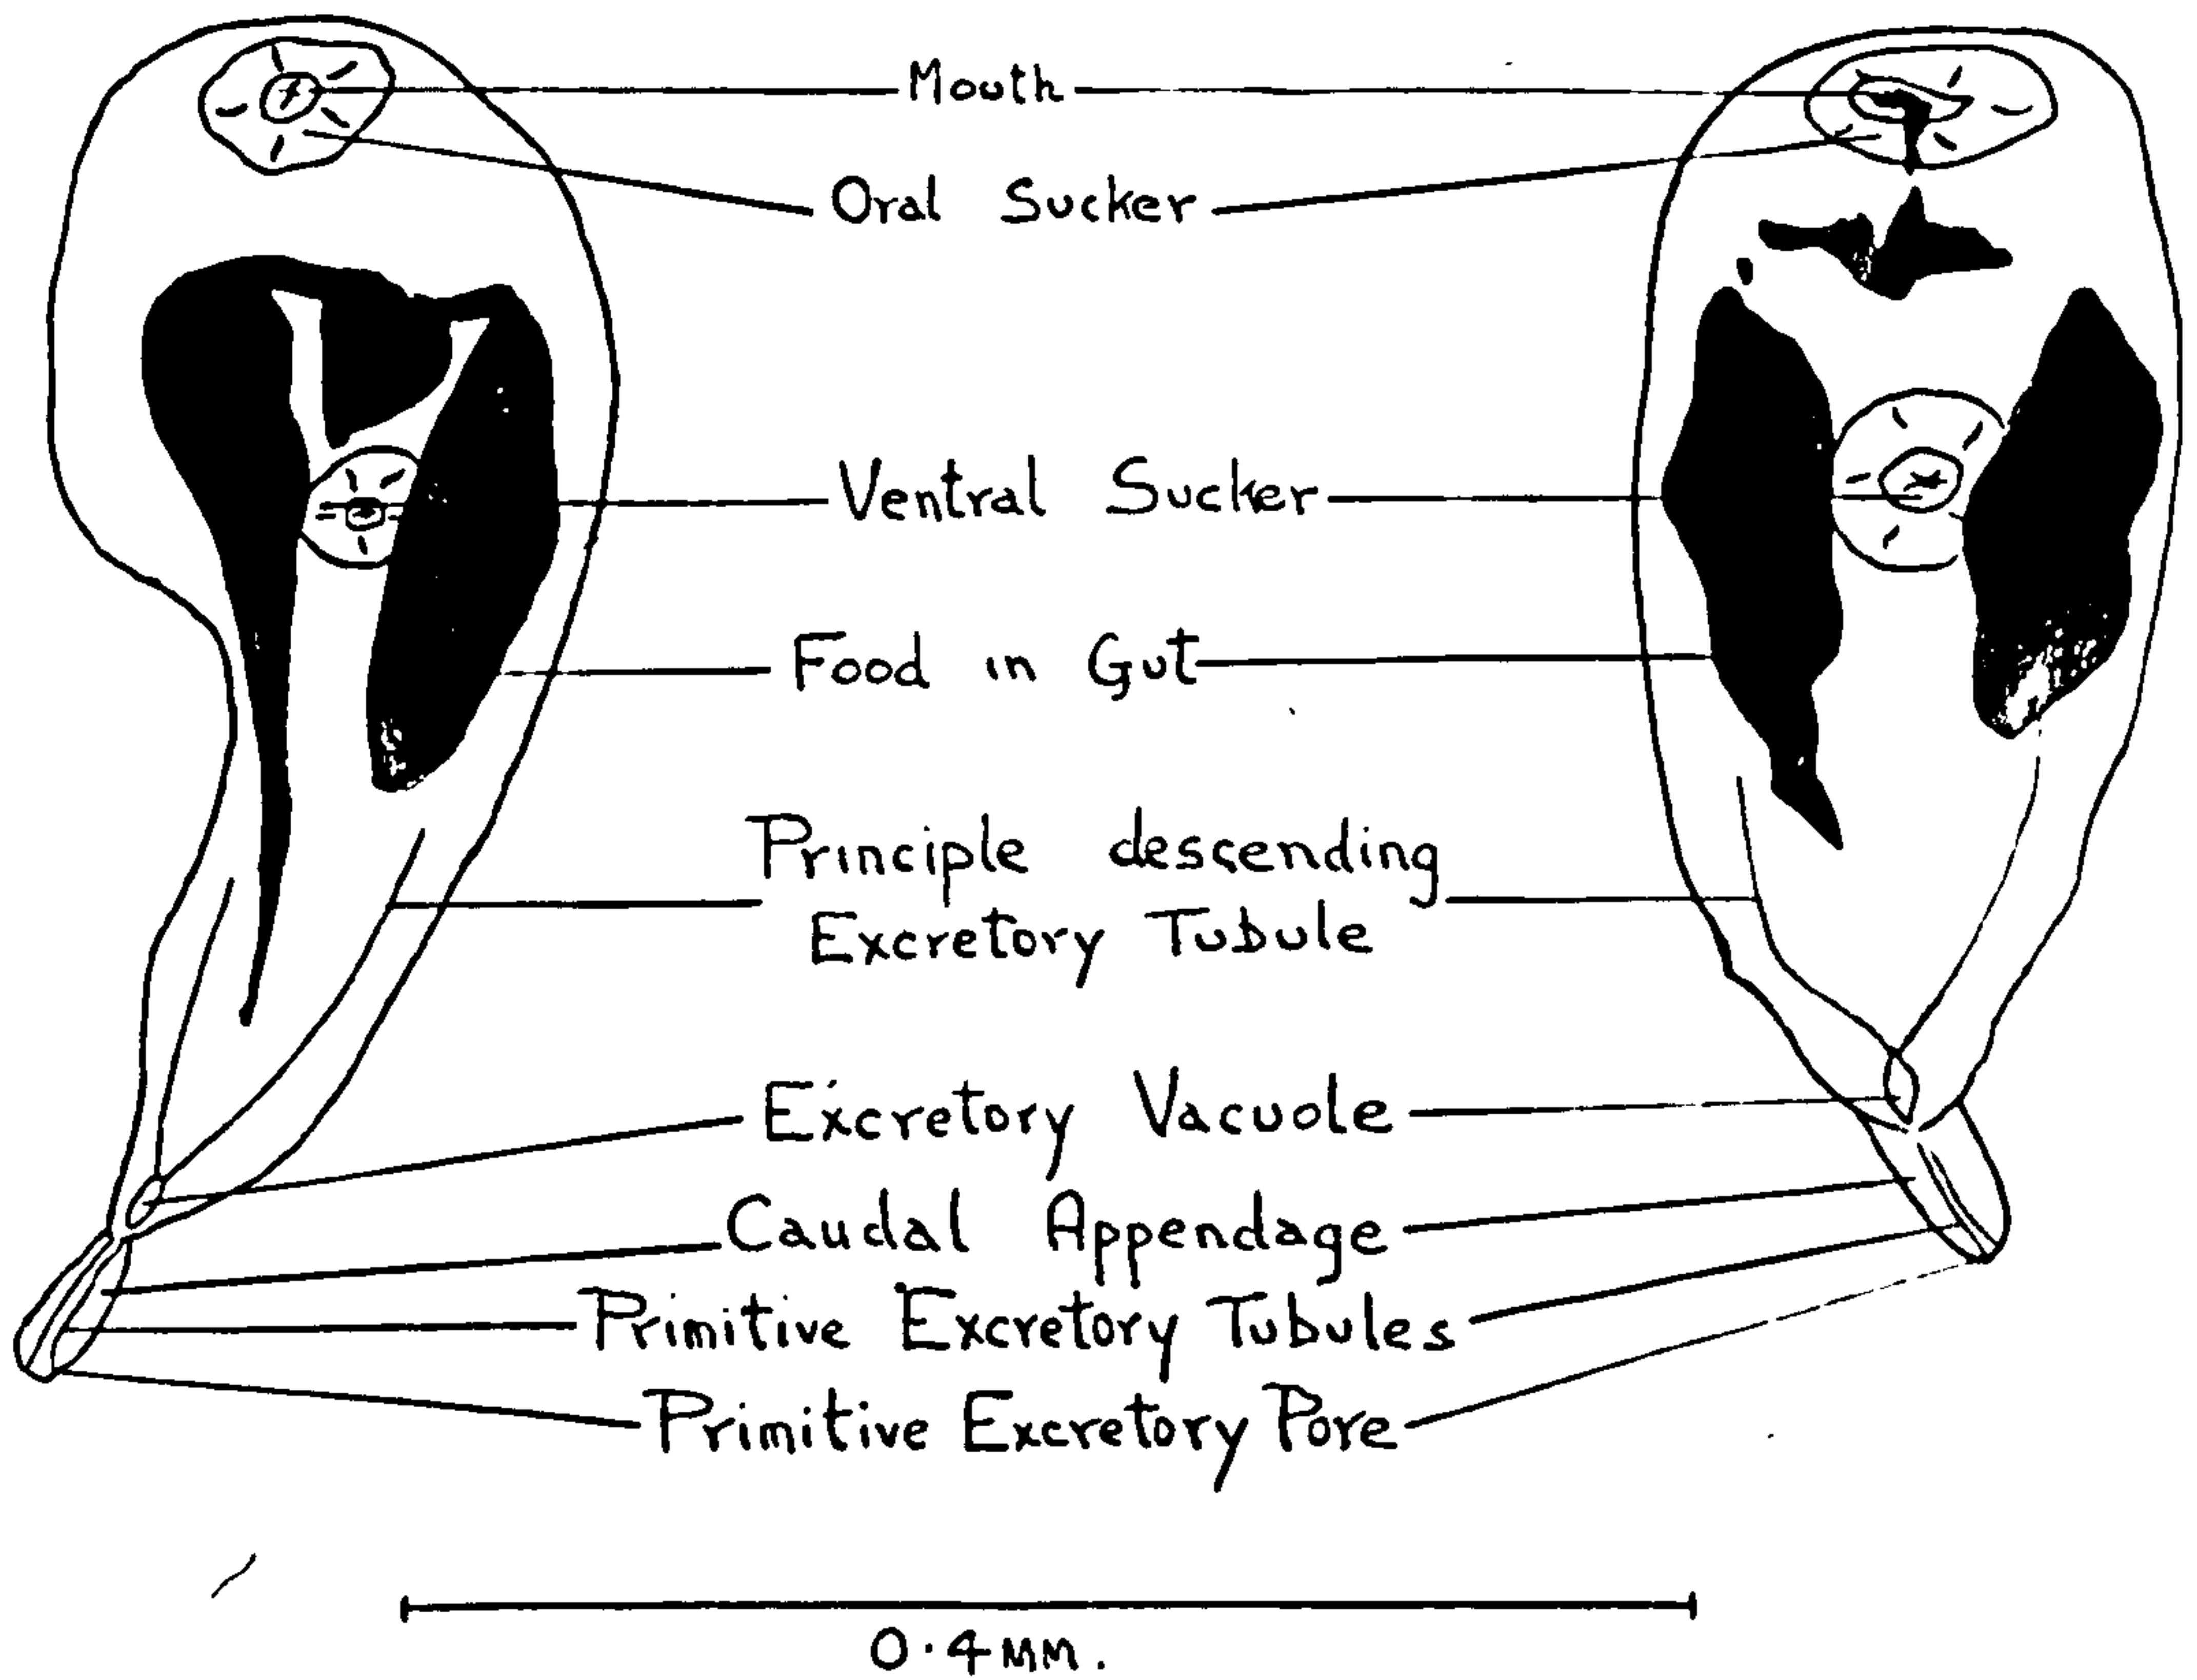 Mouth
Oral Sucker
Ventral Sucker
Food in Gut
Principle descending
Excretory Tubule
Excretory Vacuole
Caudal Appendage
Primitive Excretory Tubules
Primitive Excretory Pore
0.4MM.